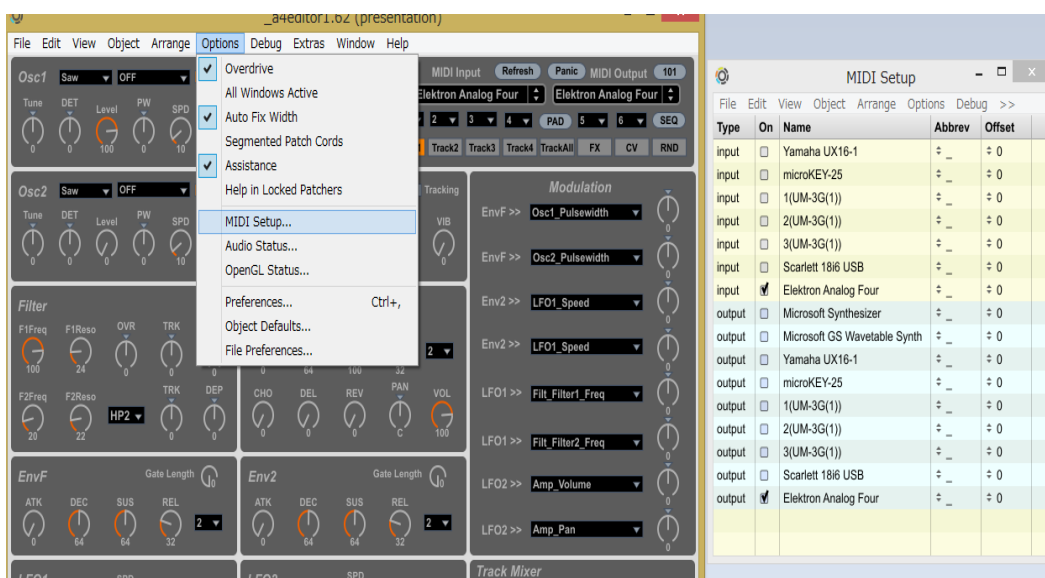 _a4editor1.62 (presentation)
File Edit View Object Arrange Options Debug Extras Window Help
Overdrive
All Windows Active
Auto Fix Width
Segmented Patch Cords
Assistance
Help in Locked Patchers
MIDI Setup...
Audio Status...
OpenGL Status...
Preferences... Ctrl+,
Object Defaults...
File Preferences...
Osc1 Saw OFF
Tune DET Level PW SPD
0 0 100 0 10
MIDI Input Refresh Panic MIDI Output 101
Elektron Analog Four Elektron Analog Four
2 3 4 PAD 5 6 SEQ
Track2 Track3 Track4 TrackAll FX CV RND
Osc2 Saw OFF
Tune DET Level PW SPD
0 0 0 0 10
Tracking
VIB
0
Modulation
EnvF >> Osc1_Pulsewidth
0
EnvF >> Osc2_Pulsewidth
0
Env2 >> LFO1_Speed
0
Env2 >> LFO1_Speed
0
LFO1 >> Filt_Filter1_Freq
0
LFO1 >> Filt_Filter2_Freq
0
LFO2 >> Amp_Volume
0
LFO2 >> Amp_Pan
0
Filter
F1Freq F1Reso OVR TRK
100 24 0 0
F2Freq F2Reso TRK DEP
HP2
20 22 0 0
2
0 64 100 32
CHO DEL REV PAN VOL
0 0 0 C 100
EnvF Gate Length 0
ATK DEC SUS REL
2
0 64 64 32
Env2 Gate Length 0
ATK DEC SUS REL
2
0 64 64 32
LFO1 SPD
LFO2 SPD
Track Mixer
MIDI Setup
File Edit View Object Arrange Options Debug >>
Type On Name Abbrev Offset
input Yamaha UX16-1 _ 0
input microKEY-25 _ 0
input 1(UM-3G(1)) _ 0
input 2(UM-3G(1)) _ 0
input 3(UM-3G(1)) _ 0
input Scarlett 18i6 USB _ 0
input Elektron Analog Four _ 0
output Microsoft Synthesizer _ 0
output Microsoft GS Wavetable Synth _ 0
output Yamaha UX16-1 _ 0
output microKEY-25 _ 0
output 1(UM-3G(1)) _ 0
output 2(UM-3G(1)) _ 0
output 3(UM-3G(1)) _ 0
output Scarlett 18i6 USB _ 0
output Elektron Analog Four _ 0